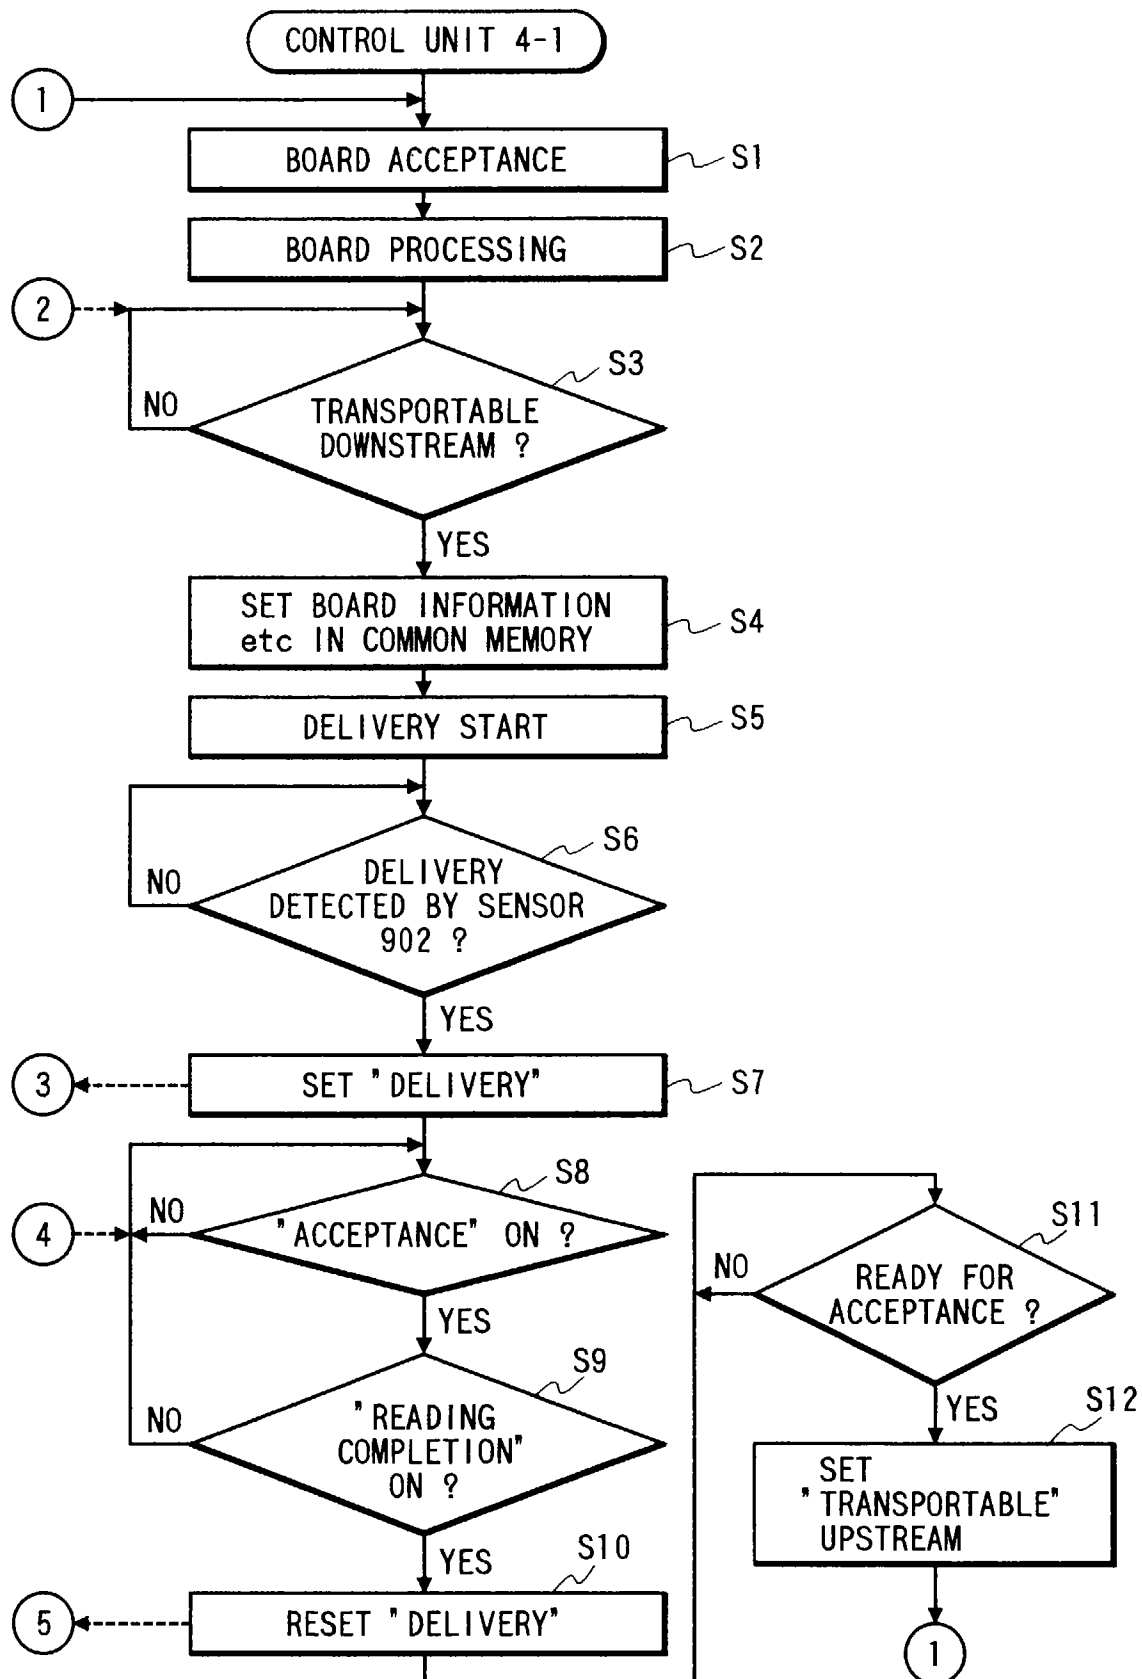 CONTROL UNIT 4-1
1
BOARD ACCEPTANCE
S1
BOARD PROCESSING
S2
2
S3
NO
TRANSPORTABLE
DOWNSTREAM ?
YES
SET BOARD INFORMATION
etc IN COMMON MEMORY
S4
DELIVERY START
S5
S6
NO
DELIVERY
DETECTED BY SENSOR
902 ?
YES
3
SET "DELIVERY"
S7
S8
4
NO
"ACCEPTANCE" ON ?
YES
S9
NO
"READING
COMPLETION"
ON ?
YES
S10
5
RESET "DELIVERY"
S11
NO
READY FOR
ACCEPTANCE ?
YES
S12
SET
"TRANSPORTABLE"
UPSTREAM
1